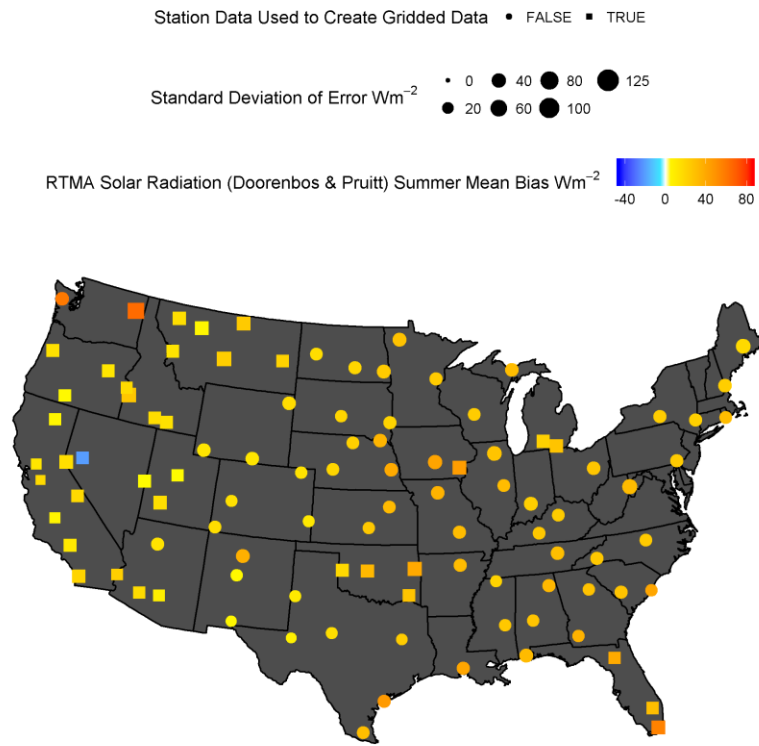 Station Data Used to Create Gridded Data FALSE TRUE
Standard Deviation of Error Wm⁻² 0 40 80 125
20 60 100
RTMA Solar Radiation (Doorenbos & Pruitt) Summer Mean Bias Wm⁻²
-40 0 40 80